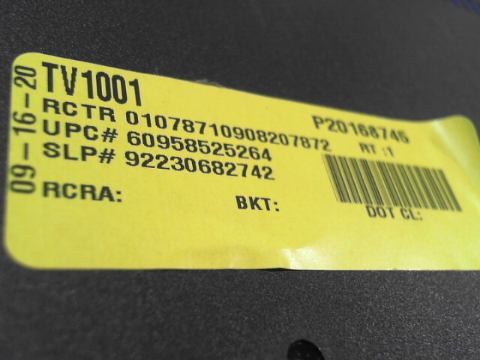 09-16-20
TV1001
P20168745
RCTR 01078710908207872
RT :1
UPC# 60958525264
SLP# 92230682742
RCRA:
BKT:
DOT CL: